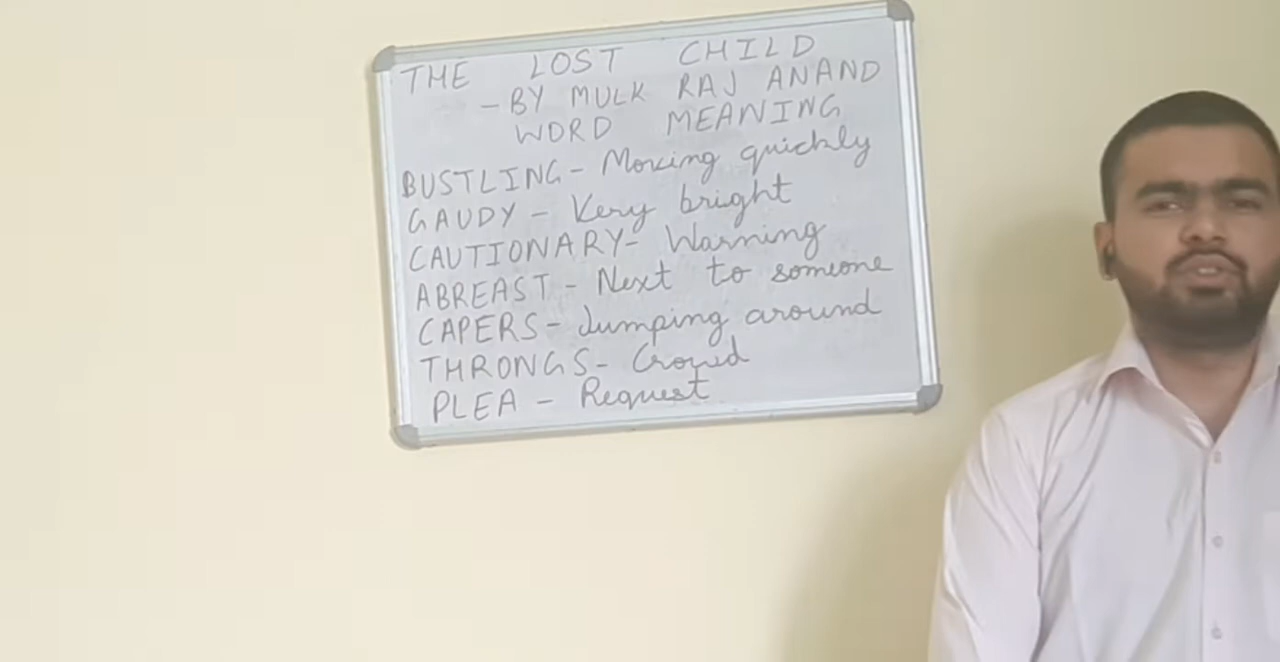 THE LOST CHILD
- BY MULK RAJ ANAND
WORD MEANING
BUSTLING - Moving quickly
GAUDY - Very bright
CAUTIONARY - Warning
ABREAST - Next to someone
CAPERS - Jumping around
THRONGS - Crowd
PLEA - Request